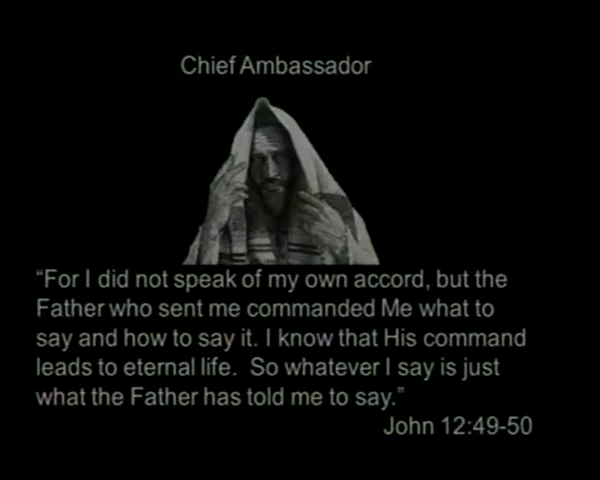 Chief Ambassador
“For I did not speak of my own accord, but the
Father who sent me commanded Me what to
say and how to say it. I know that His command
leads to eternal life.  So whatever I say is just
what the Father has told me to say.”
John 12:49-50